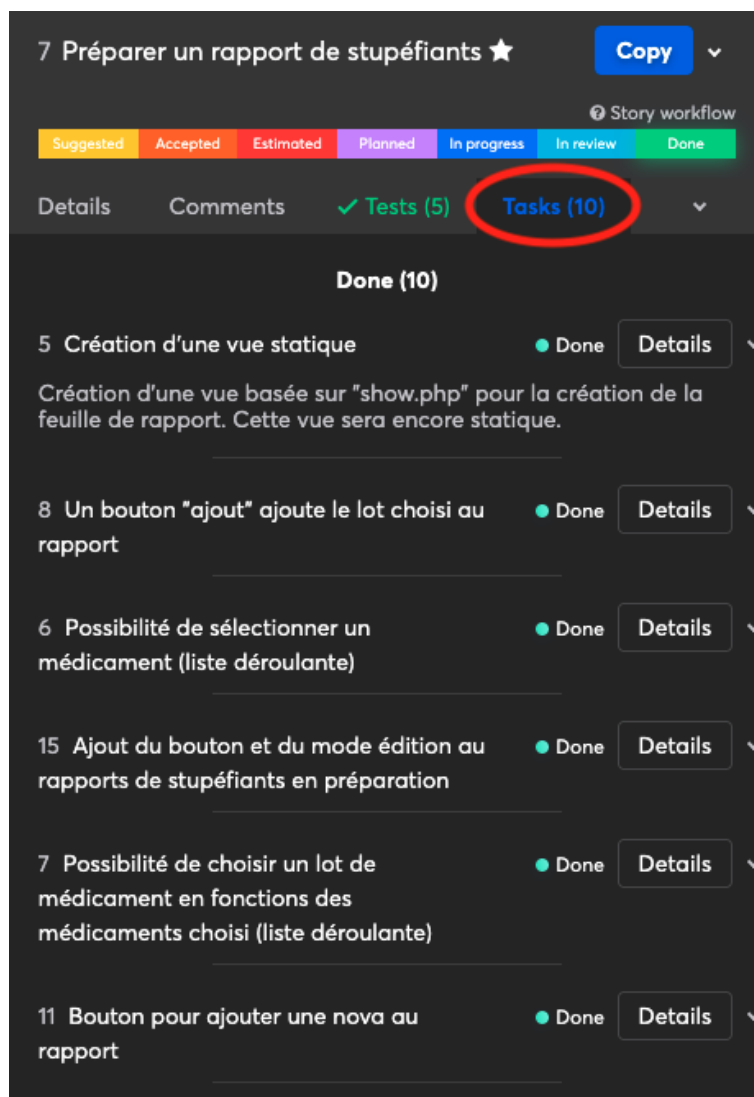 7 Préparer un rapport de stupéfiants ★ Copy
Story workflow
Suggested Accepted Estimated Planned In progress In review Done
Details Comments ✓ Tests (5) Tasks (10)
Done (10)
5 Création d'une vue statique Done Details
Création d'une vue basée sur "show.php" pour la création de la
feuille de rapport. Cette vue sera encore statique.
8 Un bouton "ajout" ajoute le lot choisi au Done Details
rapport
6 Possibilité de sélectionner un Done Details
médicament (liste déroulante)
15 Ajout du bouton et du mode édition au Done Details
rapports de stupéfiants en préparation
7 Possibilité de choisir un lot de Done Details
médicament en fonctions des
médicaments choisi (liste déroulante)
11 Bouton pour ajouter une nova au Done Details
rapport